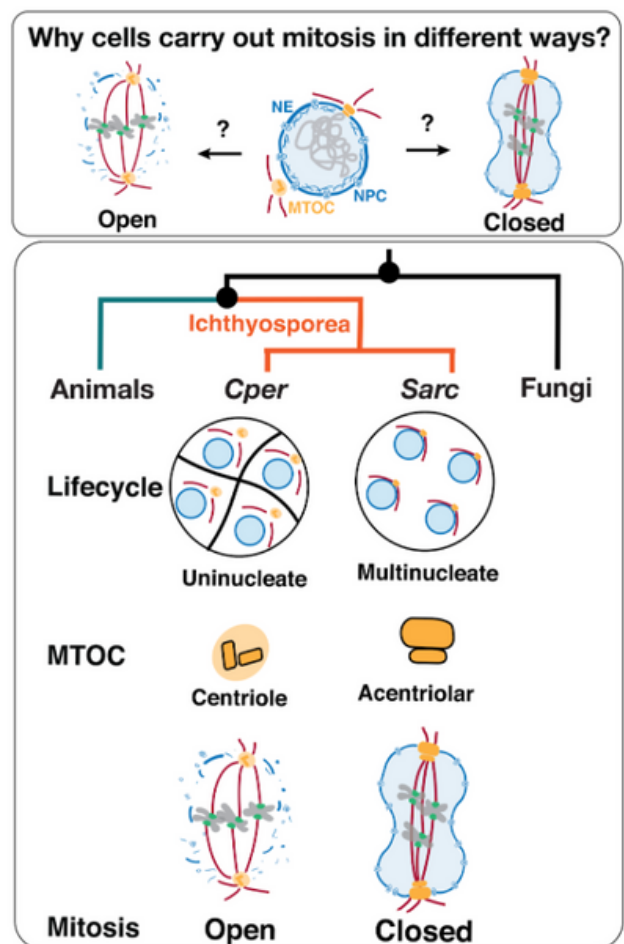 Why cells carry out mitosis in different ways?
NE
?
?
MTOC
NPC
Open
Closed
Ichthyosporea
Animals Cper Sarc Fungi
Lifecycle
Uninucleate Multinucleate
MTOC
Centriole Acentriolar
Mitosis Open Closed